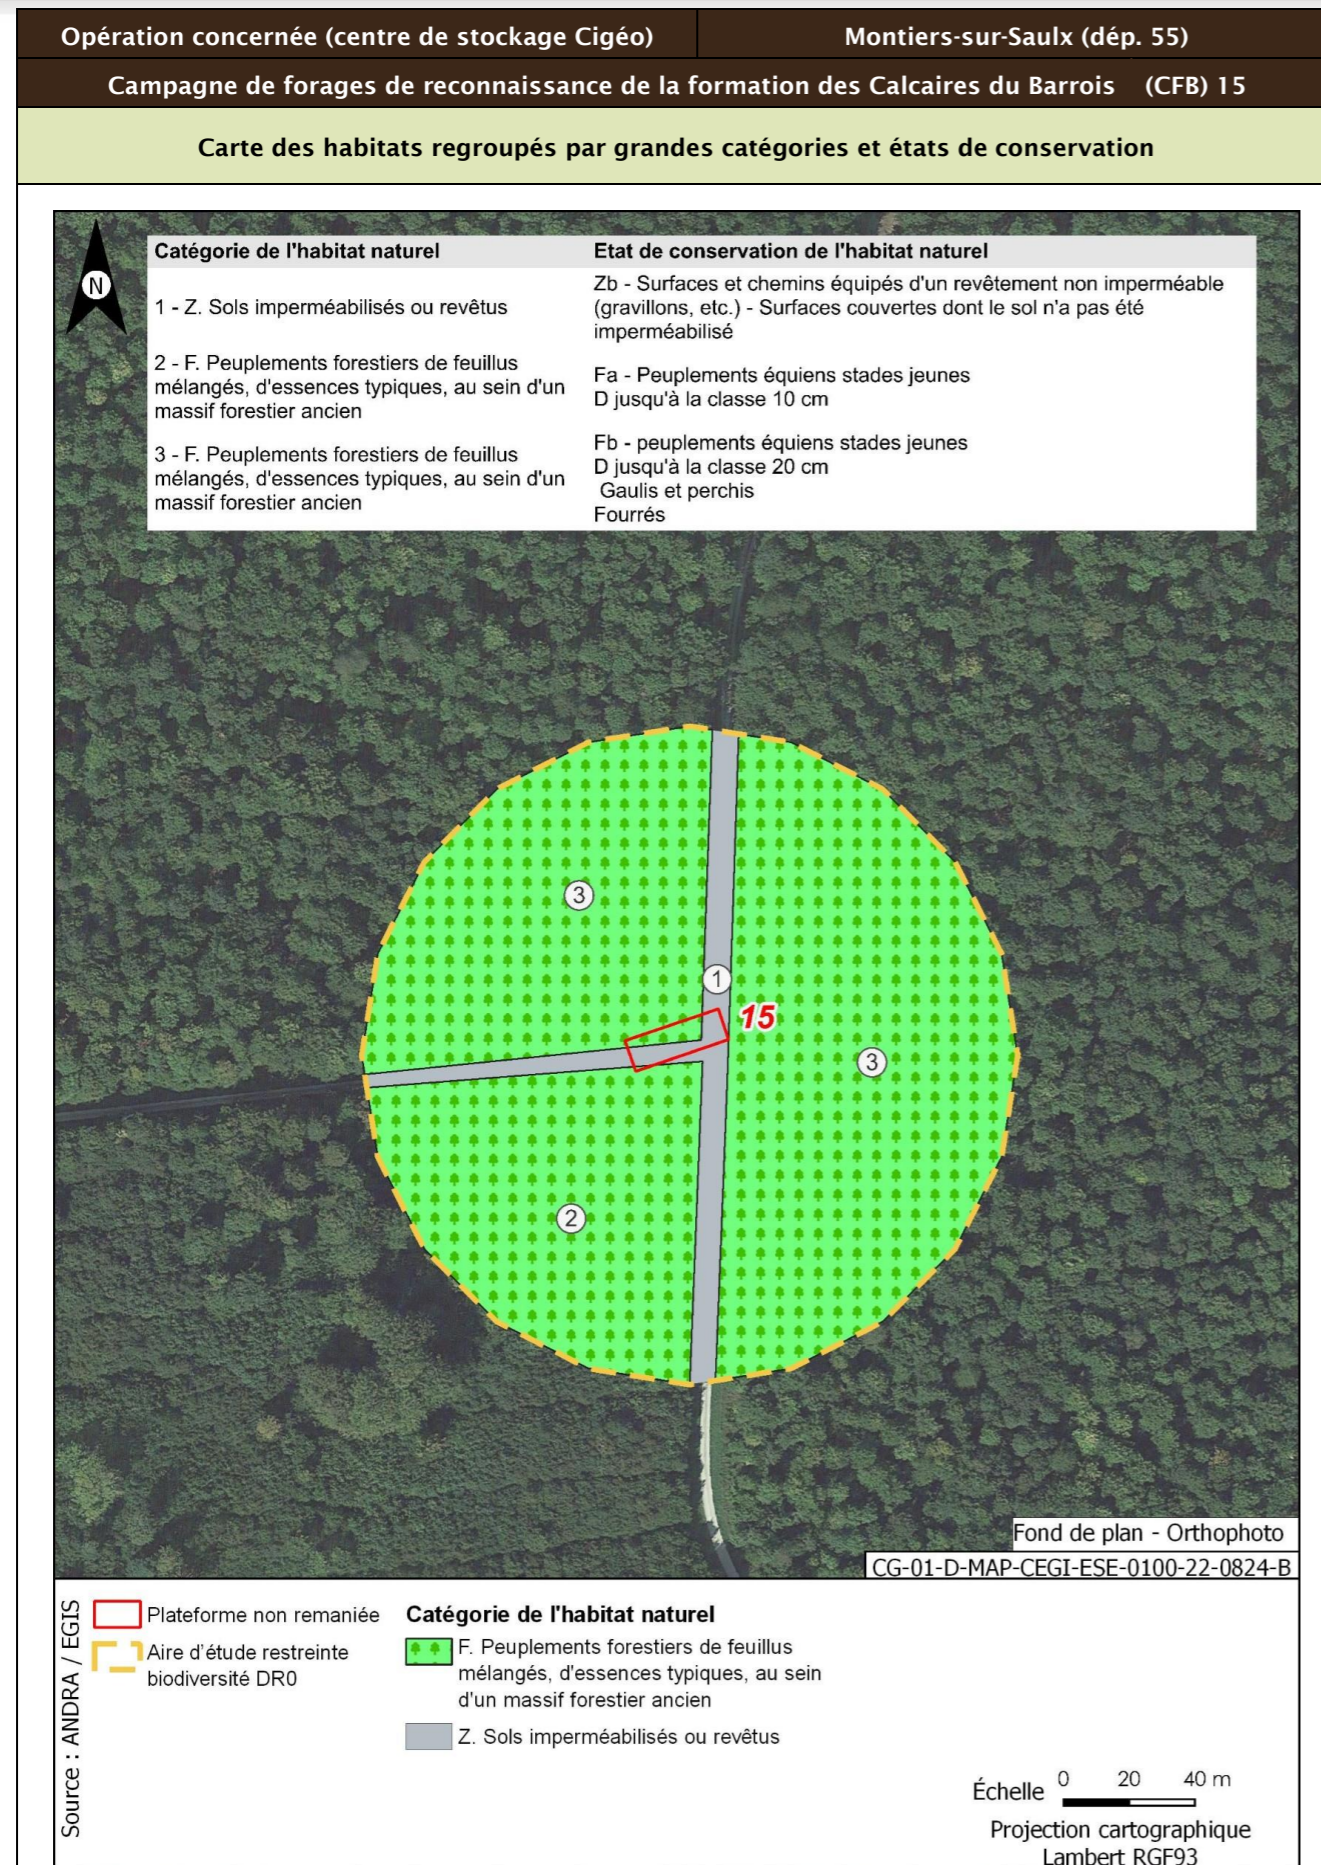 Opération concernée (centre de stockage Cigéo)
Montiers-sur-Saulx (dép. 55)
Campagne de forages de reconnaissance de la formation des Calcaires du Barrois (CFB) 15
Carte des habitats regroupés par grandes catégories et états de conservation
N
Catégorie de l'habitat naturel
Etat de conservation de l'habitat naturel
1 - Z. Sols imperméabilisés ou revêtus
Zb - Surfaces et chemins équipés d'un revêtement non imperméable
(gravillons, etc.) - Surfaces couvertes dont le sol n'a pas été
imperméabilisé
2 - F. Peuplements forestiers de feuillus
mélangés, d'essences typiques, au sein d'un
massif forestier ancien
Fa - Peuplements équiens stades jeunes
D jusqu'à la classe 10 cm
3 - F. Peuplements forestiers de feuillus
mélangés, d'essences typiques, au sein d'un
massif forestier ancien
Fb - peuplements équiens stades jeunes
D jusqu'à la classe 20 cm
Gaulis et perchis
Fourrés
3
1
15
3
2
Fond de plan - Orthophoto
CG-01-D-MAP-CEGI-ESE-0100-22-0824-B
Source : ANDRA / EGIS
Plateforme non remaniée
Aire d'étude restreinte
biodiversité DR0
Catégorie de l'habitat naturel
F. Peuplements forestiers de feuillus
mélangés, d'essences typiques, au sein
d'un massif forestier ancien
Z. Sols imperméabilisés ou revêtus
Échelle
0 20 40 m
Projection cartographique
Lambert RGF93